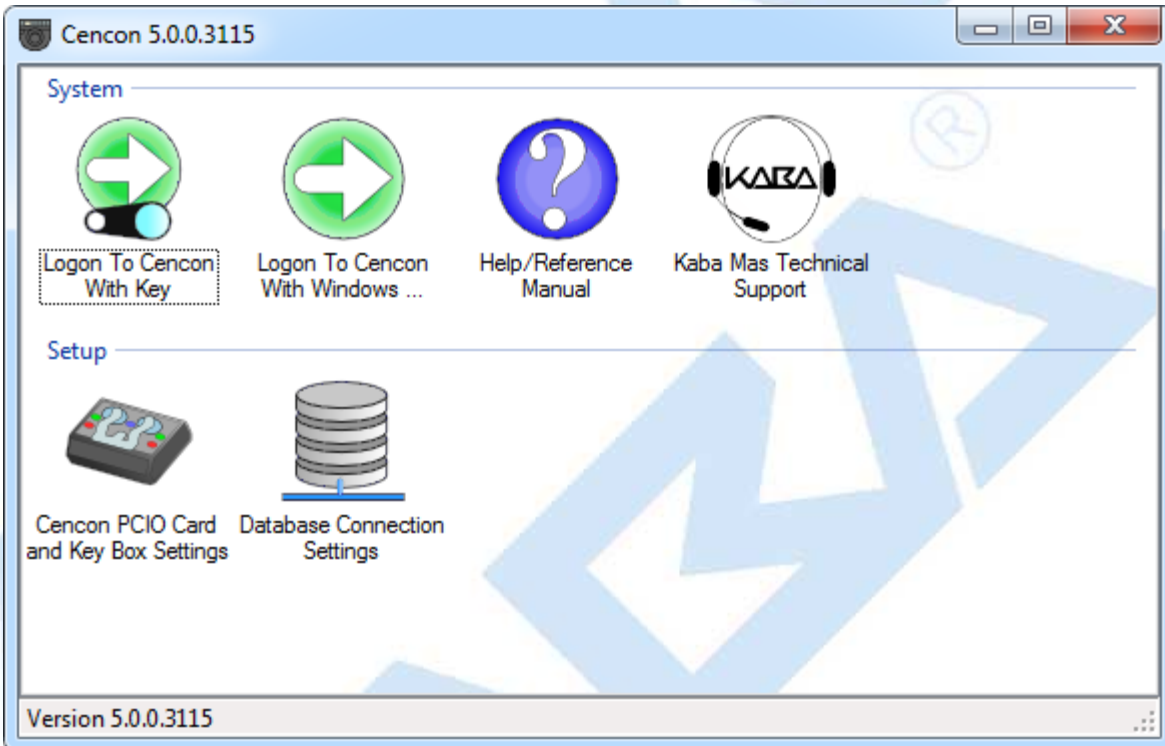 Cencon 5.0.0.3115
System
®
KABA
Logon To Cencon
With Key
Logon To Cencon
With Windows ...
Help/Reference
Manual
Kaba Mas Technical
Support
Setup
Cencon PCIO Card
and Key Box Settings
Database Connection
Settings
Version 5.0.0.3115